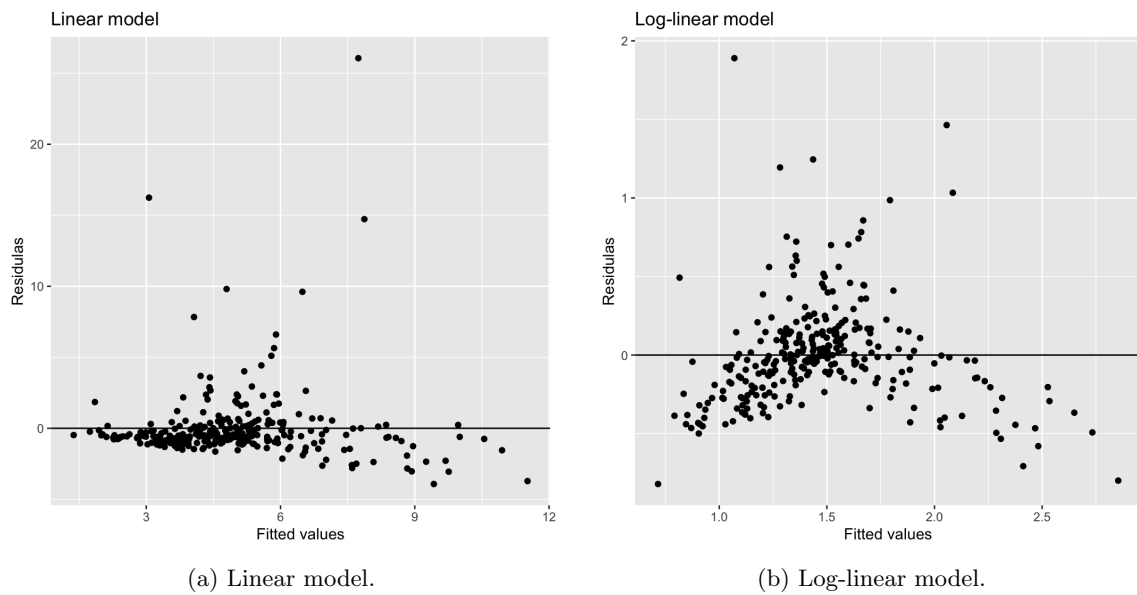 Linear model
Residulas
20
10
0
3
6
9
12
Fitted values
(a) Linear model.
Log-linear model
Residulas
2
1
0
1.0
1.5
2.0
2.5
Fitted values
(b) Log-linear model.